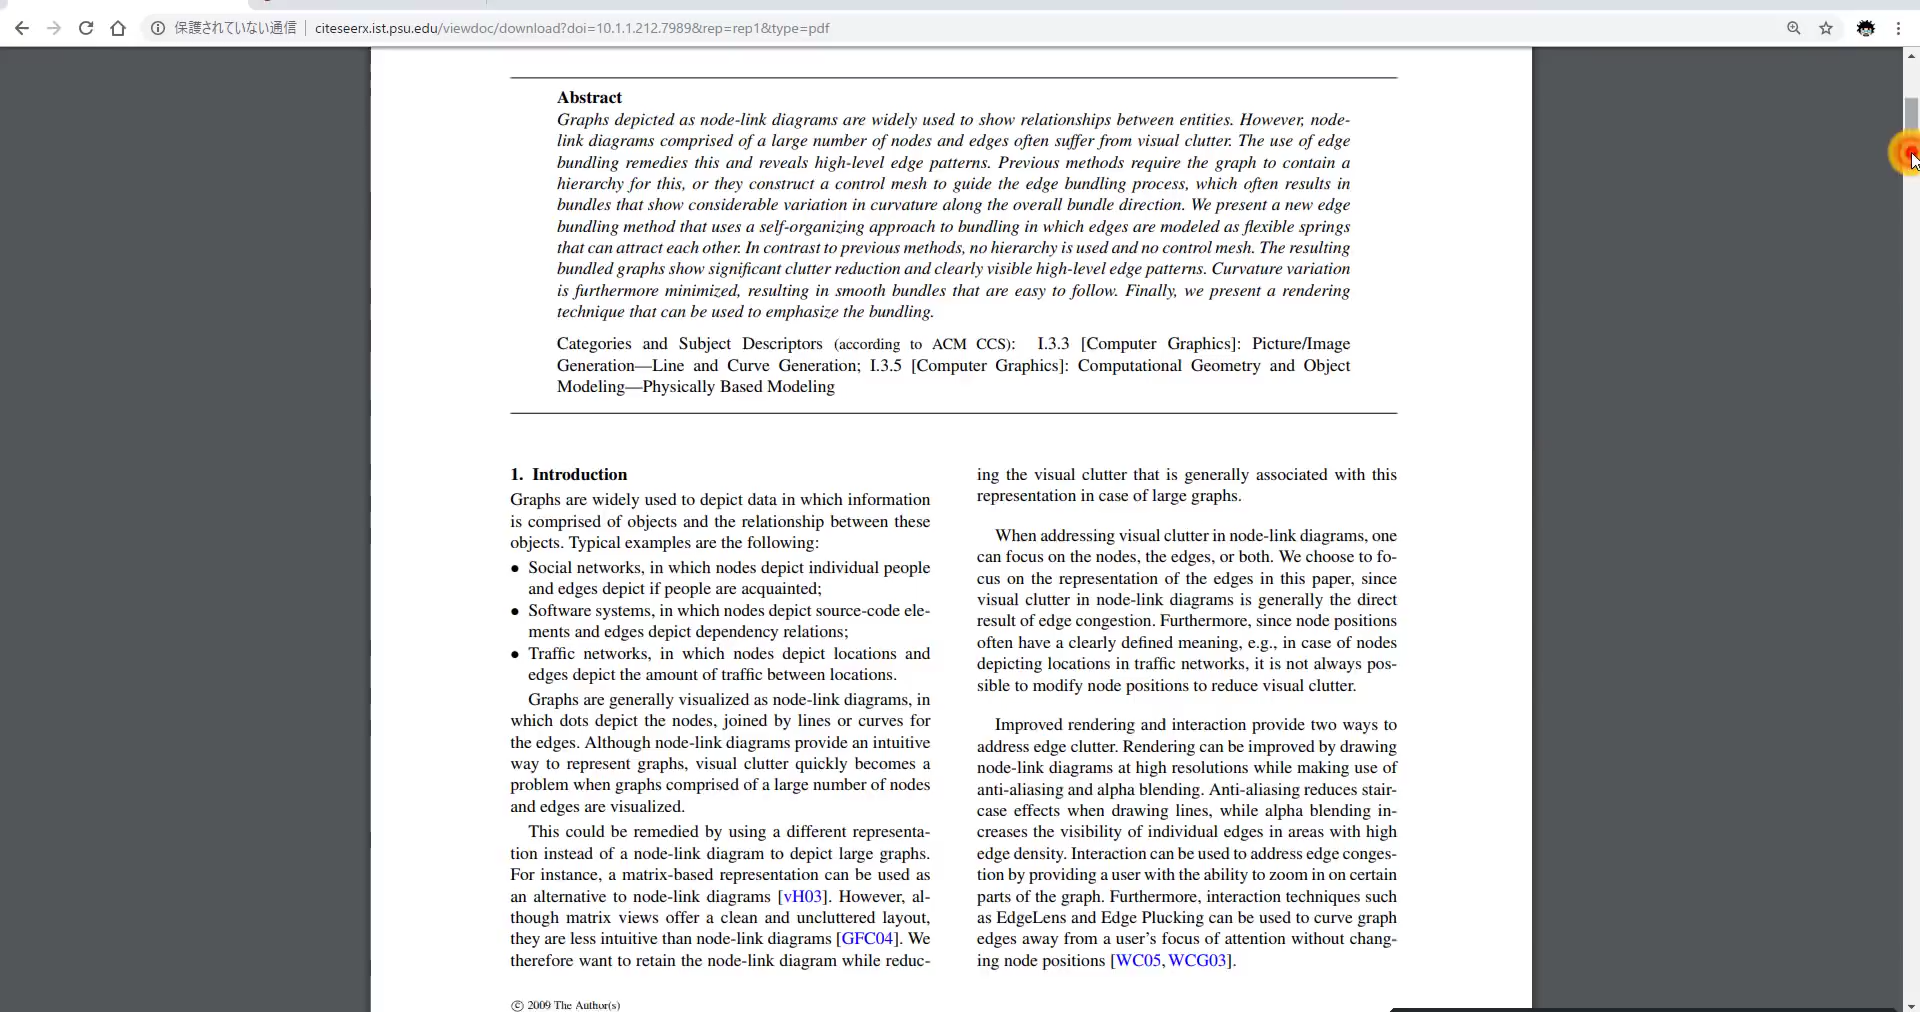 保護されていない通信 | citeseerx.ist.psu.edu/viewdoc/download?doi=10.1.1.212.7989&rep=rep1&type=pdf
Abstract
Graphs depicted as node-link diagrams are widely used to show relationships between entities. However, node-
link diagrams comprised of a large number of nodes and edges often suffer from visual clutter. The use of edge
bundling remedies this and reveals high-level edge patterns. Previous methods require the graph to contain a
hierarchy for this, or they construct a control mesh to guide the edge bundling process, which often results in
bundles that show considerable variation in curvature along the overall bundle direction. We present a new edge
bundling method that uses a self-organizing approach to bundling in which edges are modeled as flexible springs
that can attract each other. In contrast to previous methods, no hierarchy is used and no control mesh. The resulting
bundled graphs show significant clutter reduction and clearly visible high-level edge patterns. Curvature variation
is furthermore minimized, resulting in smooth bundles that are easy to follow. Finally, we present a rendering
technique that can be used to emphasize the bundling.
Categories and Subject Descriptors (according to ACM CCS): I.3.3 [Computer Graphics]: Picture/Image
Generation—Line and Curve Generation; I.3.5 [Computer Graphics]: Computational Geometry and Object
Modeling—Physically Based Modeling
1. Introduction
Graphs are widely used to depict data in which information
is comprised of objects and the relationship between these
objects. Typical examples are the following:
• Social networks, in which nodes depict individual people
and edges depict if people are acquainted;
• Software systems, in which nodes depict source-code ele-
ments and edges depict dependency relations;
• Traffic networks, in which nodes depict locations and
edges depict the amount of traffic between locations.
Graphs are generally visualized as node-link diagrams, in
which dots depict the nodes, joined by lines or curves for
the edges. Although node-link diagrams provide an intuitive
way to represent graphs, visual clutter quickly becomes a
problem when graphs comprised of a large number of nodes
and edges are visualized.
This could be remedied by using a different representa-
tion instead of a node-link diagram to depict large graphs.
For instance, a matrix-based representation can be used as
an alternative to node-link diagrams [vH03]. However, al-
though matrix views offer a clean and uncluttered layout,
they are less intuitive than node-link diagrams [GFC04]. We
therefore want to retain the node-link diagram while reduc-
ing the visual clutter that is generally associated with this
representation in case of large graphs.
When addressing visual clutter in node-link diagrams, one
can focus on the nodes, the edges, or both. We choose to fo-
cus on the representation of the edges in this paper, since
visual clutter in node-link diagrams is generally the direct
result of edge congestion. Furthermore, since node positions
often have a clearly defined meaning, e.g., in case of nodes
depicting locations in traffic networks, it is not always pos-
sible to modify node positions to reduce visual clutter.
Improved rendering and interaction provide two ways to
address edge clutter. Rendering can be improved by drawing
node-link diagrams at high resolutions while making use of
anti-aliasing and alpha blending. Anti-aliasing reduces stair-
case effects when drawing lines, while alpha blending in-
creases the visibility of individual edges in areas with high
edge density. Interaction can be used to address edge conges-
tion by providing a user with the ability to zoom in on certain
parts of the graph. Furthermore, interaction techniques such
as EdgeLens and Edge Plucking can be used to curve graph
edges away from a user's focus of attention without chang-
ing node positions [WC05, WCG03].
© 2009 The Author(s)